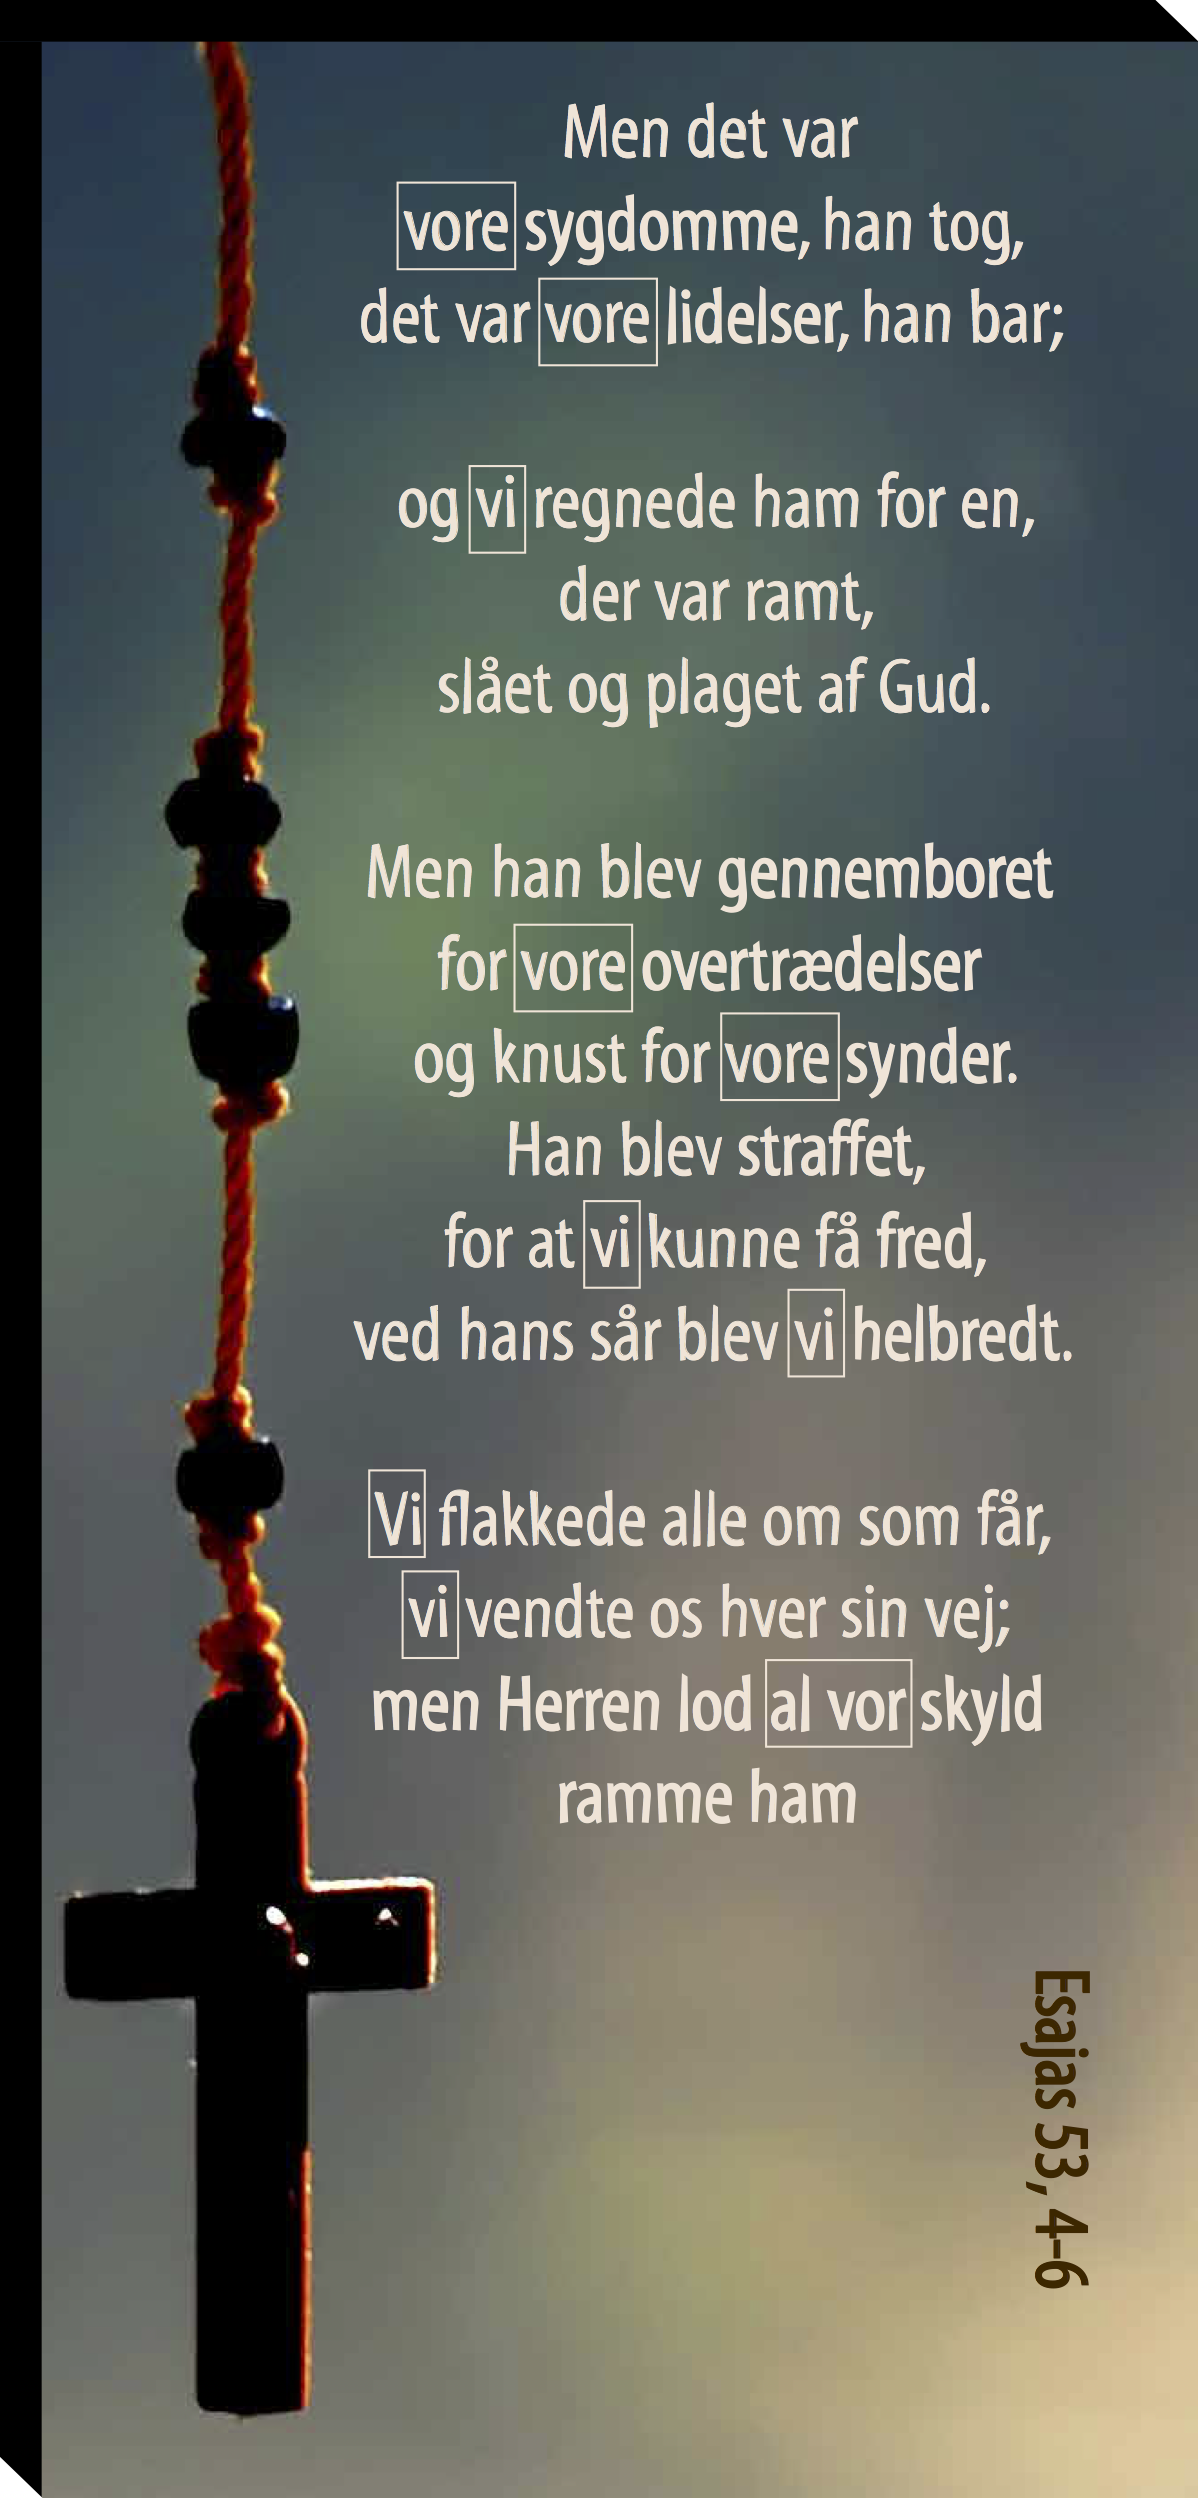 Men det var
vore sygdomme, han tog,
det var vore lidelser, han bar;
og vi regnede ham for en,
der var ramt,
slået og plaget af Gud.
Men han blev gennemboret
for vore overtrædelser
og knust for vore synder.
Han blev straffet,
for at vi kunne få fred,
ved hans sår blev vi helbredt.
Vi flakkede alle om som får,
vi vendte os hver sin vej;
men Herren lod al vor skyld
ramme ham
Esajas 53, 4-6